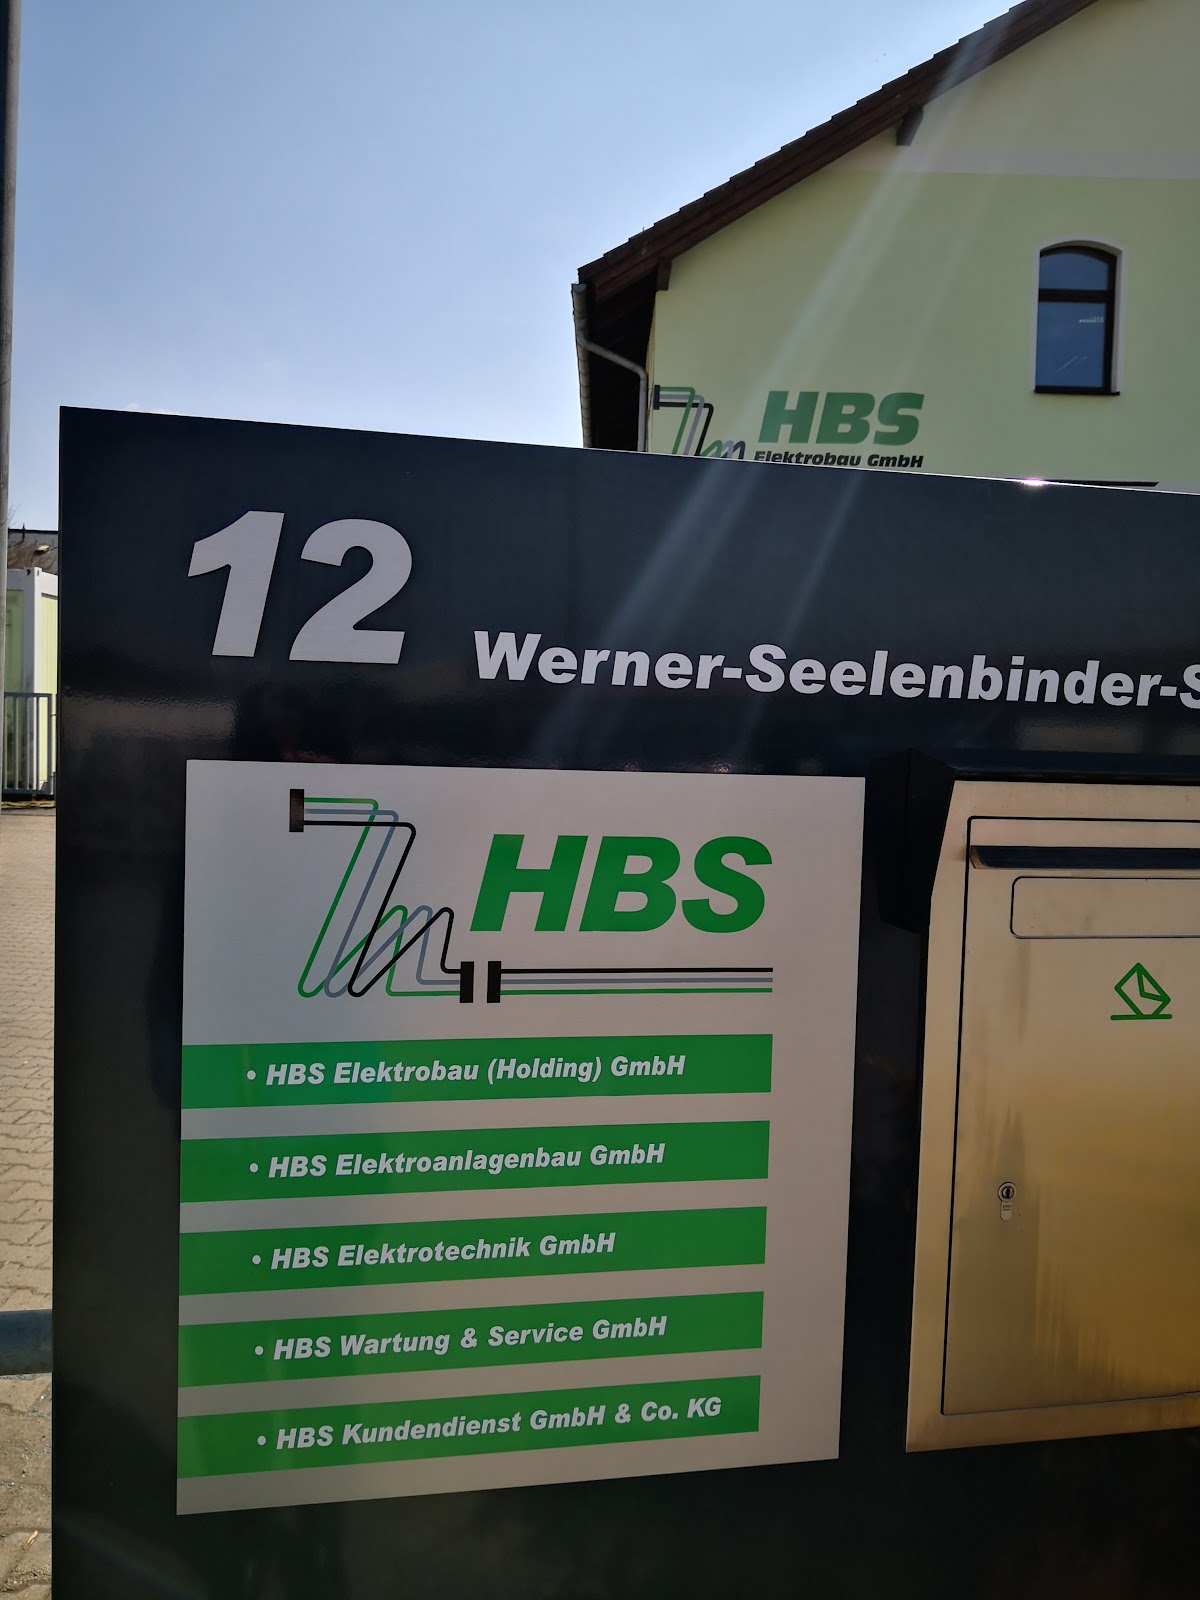 HBS
Elektrobau GmbH
12
Werner-Seelenbinder-S
HBS
• HBS Elektrobau (Holding) GmbH
• HBS Elektroanlagenbau GmbH
• HBS Elektrotechnik GmbH
• HBS Wartung & Service GmbH
• HBS Kundendienst GmbH & Co. KG